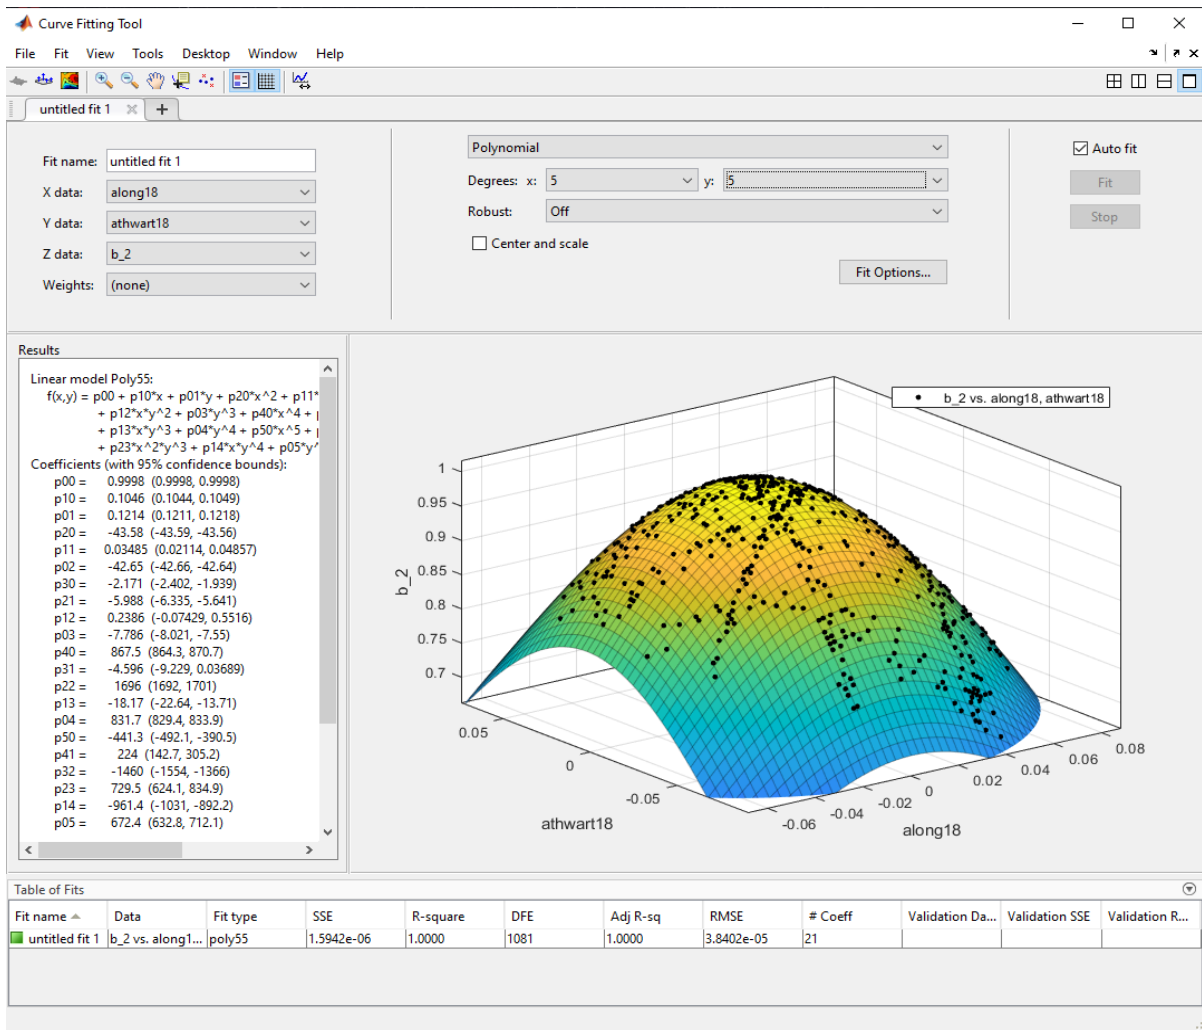 Curve Fitting Tool
File Fit View Tools Desktop Window Help
untitled fit 1
Fit name: untitled fit 1
X data: along18
Y data: athwart18
Z data: b_2
Weights: (none)
Polynomial
Degrees: x: 5 y: 5
Robust: Off
Center and scale
Fit Options...
Auto fit
Fit
Stop
Results
Linear model Poly55:
f(x,y) = p00 + p10*x + p01*y + p20*x^2 + p11*
+ p12*x*y^2 + p03*y^3 + p40*x^4 +
+ p13*x*y^3 + p04*y^4 + p50*x^5 +
+ p23*x^2*y^3 + p14*x*y^4 + p05*y^
Coefficients (with 95% confidence bounds):
p00 = 0.9998 (0.9998, 0.9998)
p10 = 0.1046 (0.1044, 0.1049)
p01 = 0.1214 (0.1211, 0.1218)
p20 = -43.58 (-43.59, -43.56)
p11 = 0.03485 (0.02114, 0.04857)
p02 = -42.65 (-42.66, -42.64)
p30 = -2.171 (-2.402, -1.939)
p21 = -5.988 (-6.335, -5.641)
p12 = 0.2386 (-0.07429, 0.5516)
p03 = -7.786 (-8.021, -7.55)
p40 = 867.5 (864.3, 870.7)
p31 = -4.596 (-9.229, 0.03689)
p22 = 1696 (1692, 1701)
p13 = -18.17 (-22.64, -13.71)
p04 = 831.7 (829.4, 833.9)
p50 = -441.3 (-492.1, -390.5)
p41 = 224 (142.7, 305.2)
p32 = -1460 (-1554, -1366)
p23 = 729.5 (624.1, 834.9)
p14 = -961.4 (-1031, -892.2)
p05 = 672.4 (632.8, 712.1)
b_2 vs. along18, athwart18
1
0.95
0.9
0.85
0.8
0.75
0.7
b_2
0.05
0
-0.05
athwart18
-0.06
-0.04
-0.02
0
0.02
0.04
0.06
0.08
along18
Table of Fits
Fit name Data Fit type SSE R-square DFE Adj R-sq RMSE # Coeff Validation Da... Validation SSE Validation R...
untitled fit 1 b_2 vs. along1... poly55 1.5942e-06 1.0000 1081 1.0000 3.8402e-05 21